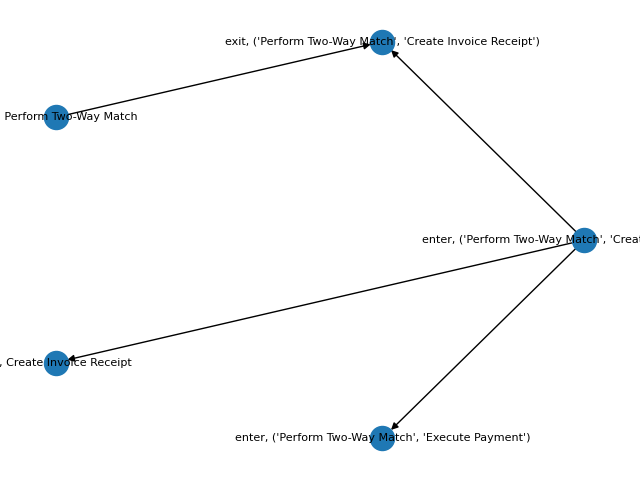 exit, ('Perform Two-Way Match', 'Create Invoice Receipt')
Perform Two-Way Match
enter, ('Perform Two-Way Match', 'Creat
, Create Invoice Receipt
enter, ('Perform Two-Way Match', 'Execute Payment')